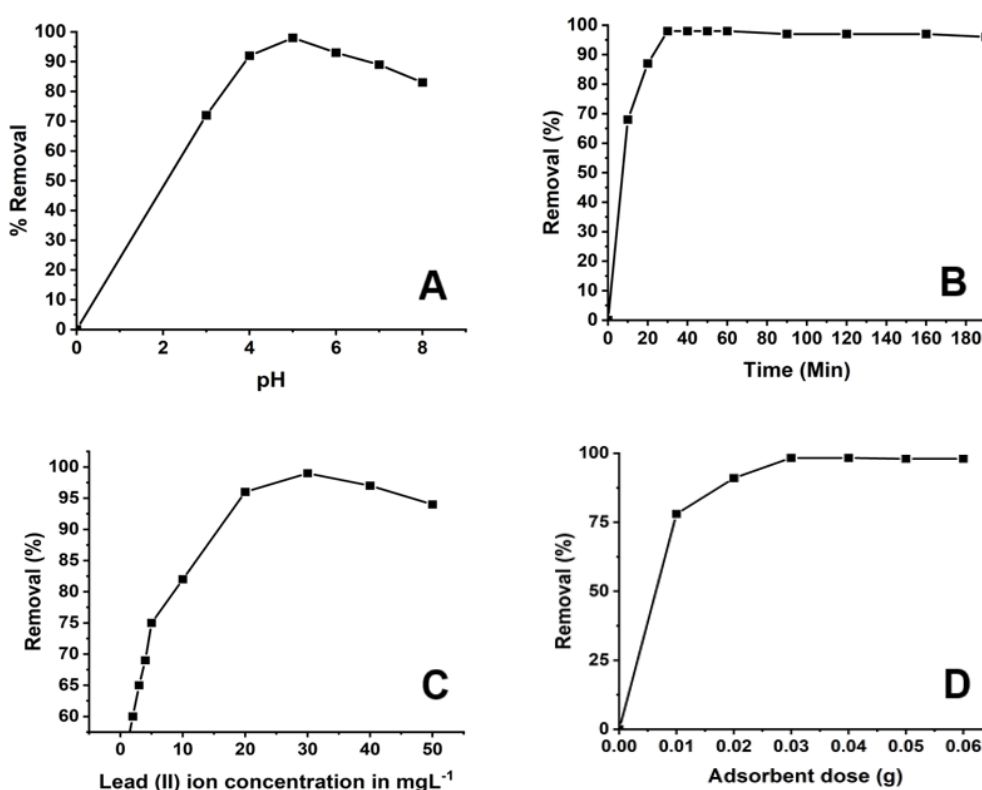 100
90
80
70
60
50
40
30
20
10
0
% Removal
0 2 4 6 8
pH
A
100
90
80
70
60
50
40
30
20
10
0
Removal (%)
0 20 40 60 80 100 120 140 160 180
Time (Min)
B
100
95
90
85
80
75
70
65
60
Removal (%)
0 10 20 30 40 50
Lead (II) ion concentration in mgL⁻¹
C
100
75
50
25
0
Removal (%)
0.00 0.01 0.02 0.03 0.04 0.05 0.06
Adsorbent dose (g)
D